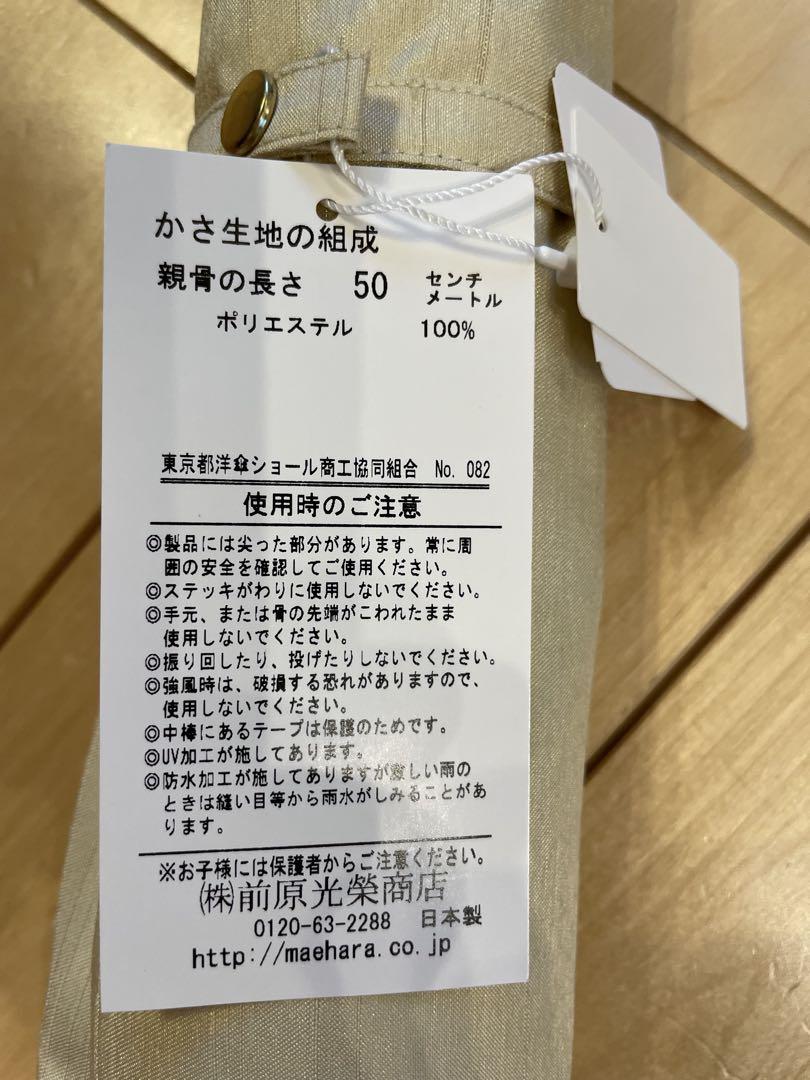 かさ生地の組成
親骨の長さ 50 センチメートル
ポリエステル 100%
東京都洋傘ショール商工協同組合 No. 082
使用時のご注意
◎製品には尖った部分があります。常に周
囲の安全を確認してご使用ください。
◎ステッキがわりに使用しないでください。
◎手元、または骨の先端がこわれたまま
使用しないでください。
◎振り回したり、投げたりしないでください。
◎強風時は、破損する恐れがありますので、
使用しないでください。
◎中棒にあるテープは保護のためです。
◎UV加工が施してあります。
◎防水加工が施してありますが激しい雨の
ときは縫い目等から雨水がしみることがあ
ります。
※お子様には保護者からご注意ください。
㈱前原光榮商店
0120-63-2288 日本製
http://maehara.co.jp